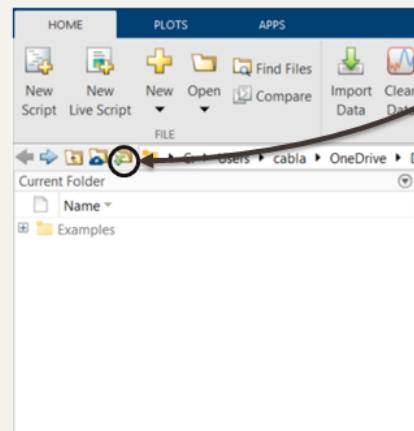 HOME PLOTS APPS
New Script
New Live Script
New
Open
Find Files
Compare
Import Data
Clear
FILE
Users cabla OneDrive
Current Folder
Name
Examples